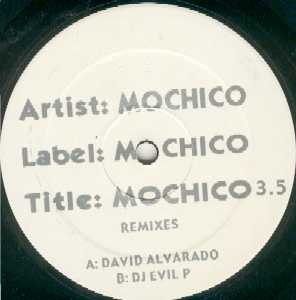 Artist: MOCHICO
Label: MOCHICO
Title: MOCHICO 3.5
REMIXES
A: DAVID ALVARADO
B: DJ EVIL P